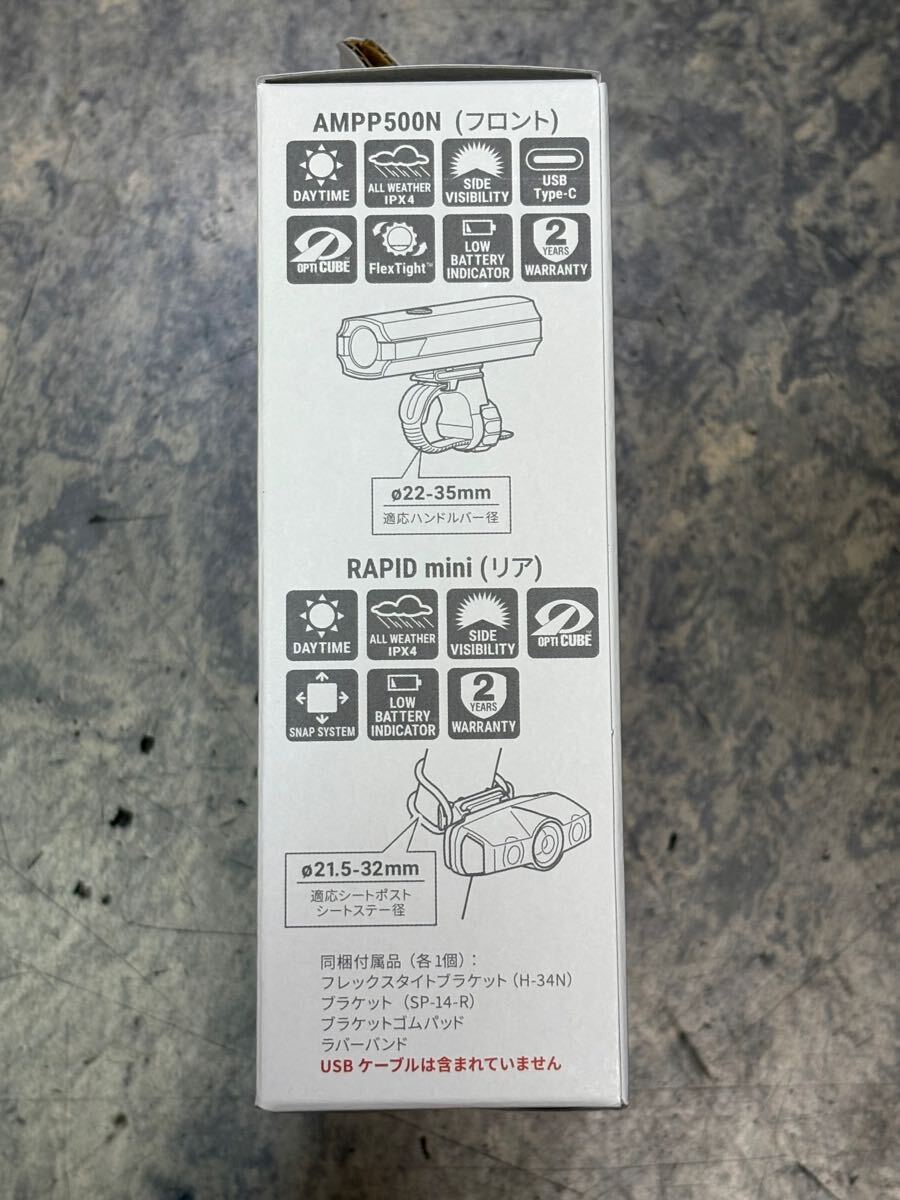 AMPP500N (フロント)
DAYTIME
ALL WEATHER
IPX4
SIDE
VISIBILITY
USB
Type-C
OPTICUBE™
FlexTight™
LOW
BATTERY
INDICATOR
2
YEARS
WARRANTY
ø22-35mm
適応ハンドルバー径
RAPID mini (リア)
DAYTIME
ALL WEATHER
IPX4
SIDE
VISIBILITY
OPTICUBE™
SNAP SYSTEM
LOW
BATTERY
INDICATOR
2
YEARS
WARRANTY
ø21.5-32mm
適応シートポスト
シートステー径
同梱付属品（各1個）：
フレックスタイトブラケット（H-34N）
ブラケット （SP-14-R）
ブラケットゴムパッド
ラバーバンド
USB ケーブルは含まれていません